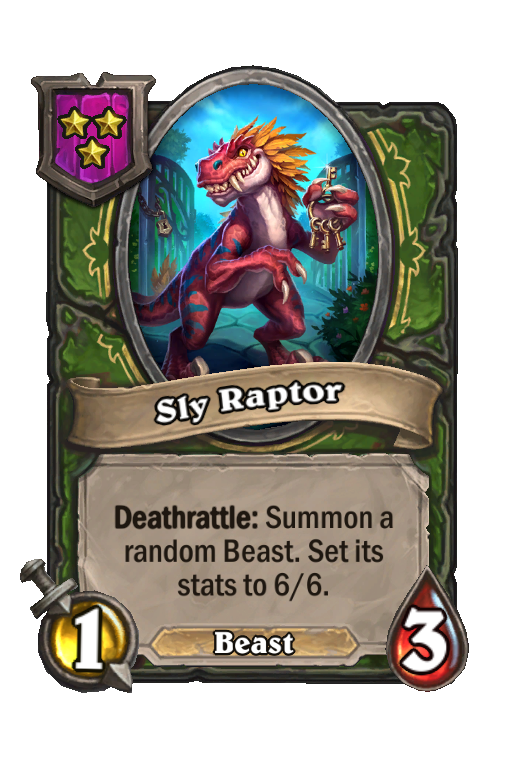 Sly Raptor
Deathrattle: Summon a
random Beast. Set its
stats to 6/6.
1
Beast
3